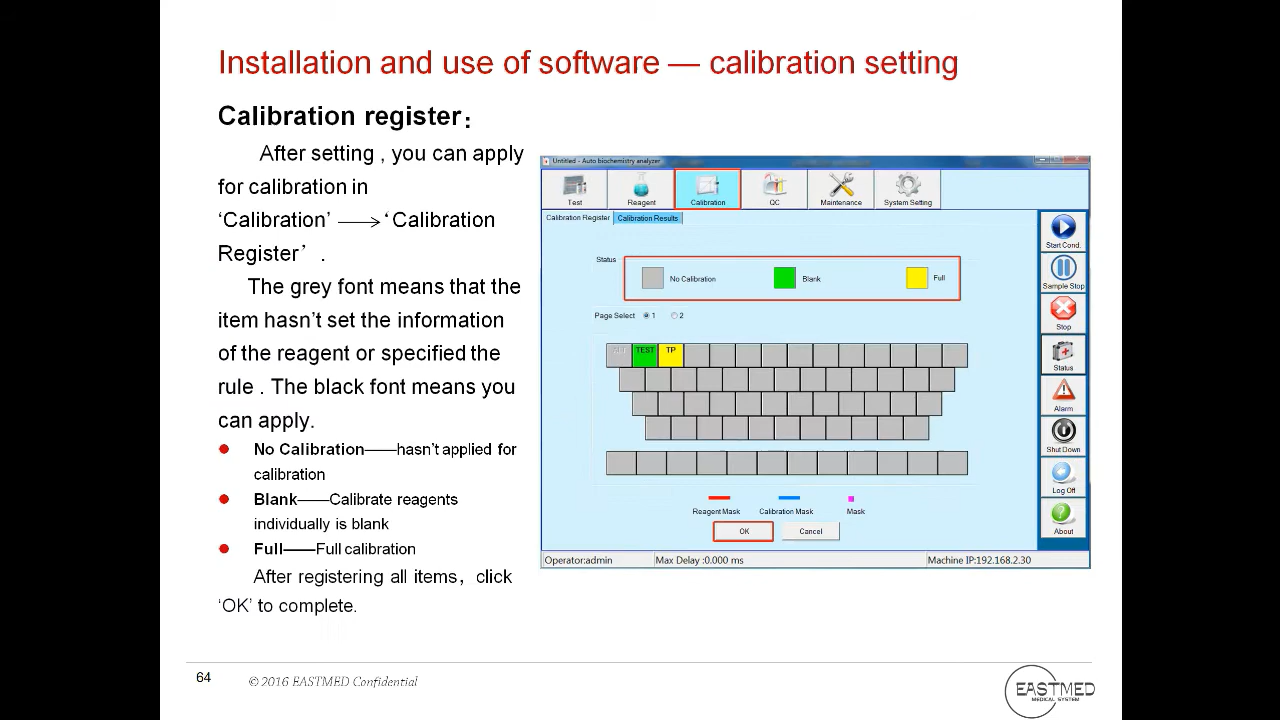 Installation and use of software — calibration setting
Calibration register：
After setting , you can apply
for calibration in
‘Calibration’ ——→‘Calibration
Register’ .
The grey font means that the
item hasn’t set the information
of the reagent or specified the
rule . The black font means you
can apply.
No Calibration——hasn’t applied for
calibration
Blank——Calibrate reagents
individually is blank
Full——Full calibration
After registering all items，click
‘OK’ to complete.
Untitled - Auto biochemistry analyzer
Test Reagent Calibration QC Maintenance System Setting
Calibration Register Calibration Results
Status No Calibration Blank Full
Page Select 1 2
TEST TP
Reagent Mask Calibration Mask Mask
OK Cancel
Start Cond.
Sample Stop
Stop
Status
Alarm
Shut Down
Log Off
About
Operator:admin Max Delay :0.000 ms Machine IP:192.168.2.30
64 © 2016 EASTMED Confidential
EASTMED
MEDICAL SYSTEM